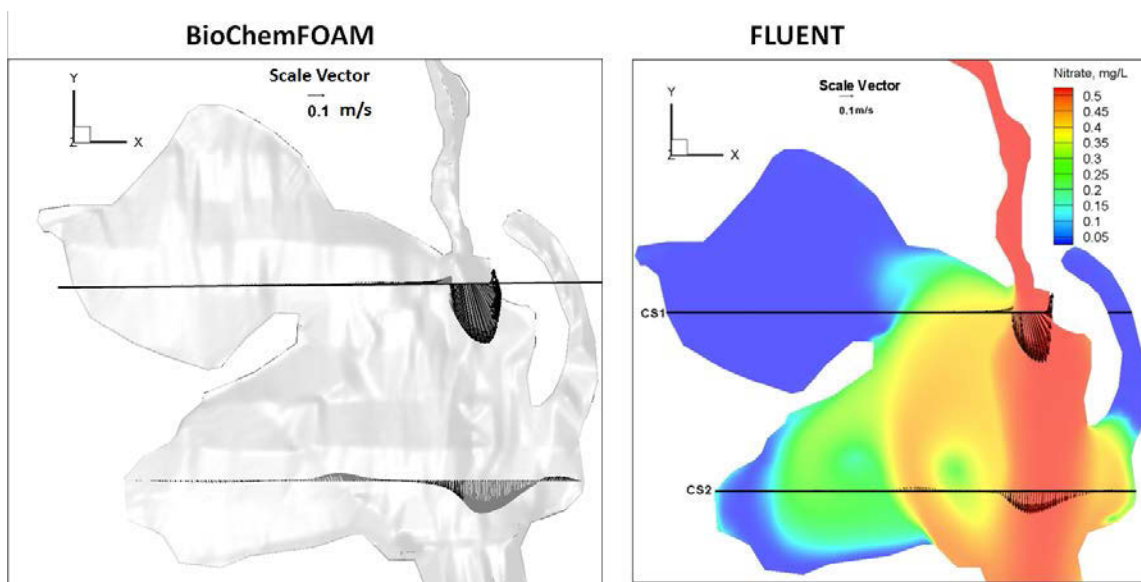 BioChemFOAM
Scale Vector
0.1 m/s
Y
Z
X
FLUENT
Scale Vector
0.1m/s
Y
Z
X
Nitrate, mg/L
0.5
0.45
0.4
0.35
0.3
0.25
0.2
0.15
0.1
0.05
CS1
CS2